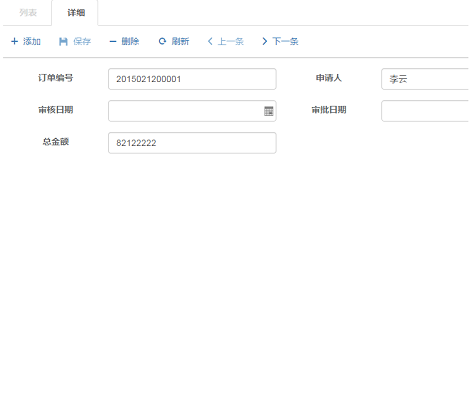 列表 详细
添加 保存 删除 刷新 上一条 下一条
订单编号 2015021200001 申请人 李云
审核日期 审批日期
总金额 82122222